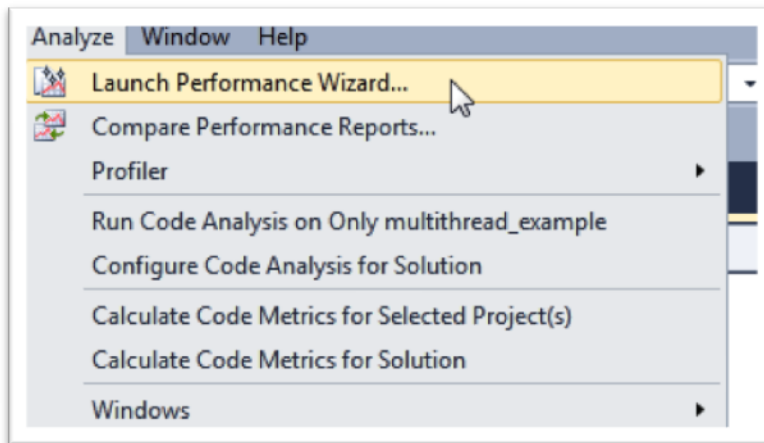 Analyze Window Help
Launch Performance Wizard...
Compare Performance Reports...
Profiler
Run Code Analysis on Only multithread_example
Configure Code Analysis for Solution
Calculate Code Metrics for Selected Project(s)
Calculate Code Metrics for Solution
Windows